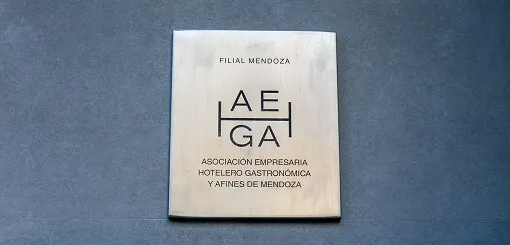 FILIAL MENDOZA
AE
H
GA
ASOCIACIÓN EMPRESARIA
HOTELERO GASTRONÓMICA
Y AFINES DE MENDOZA